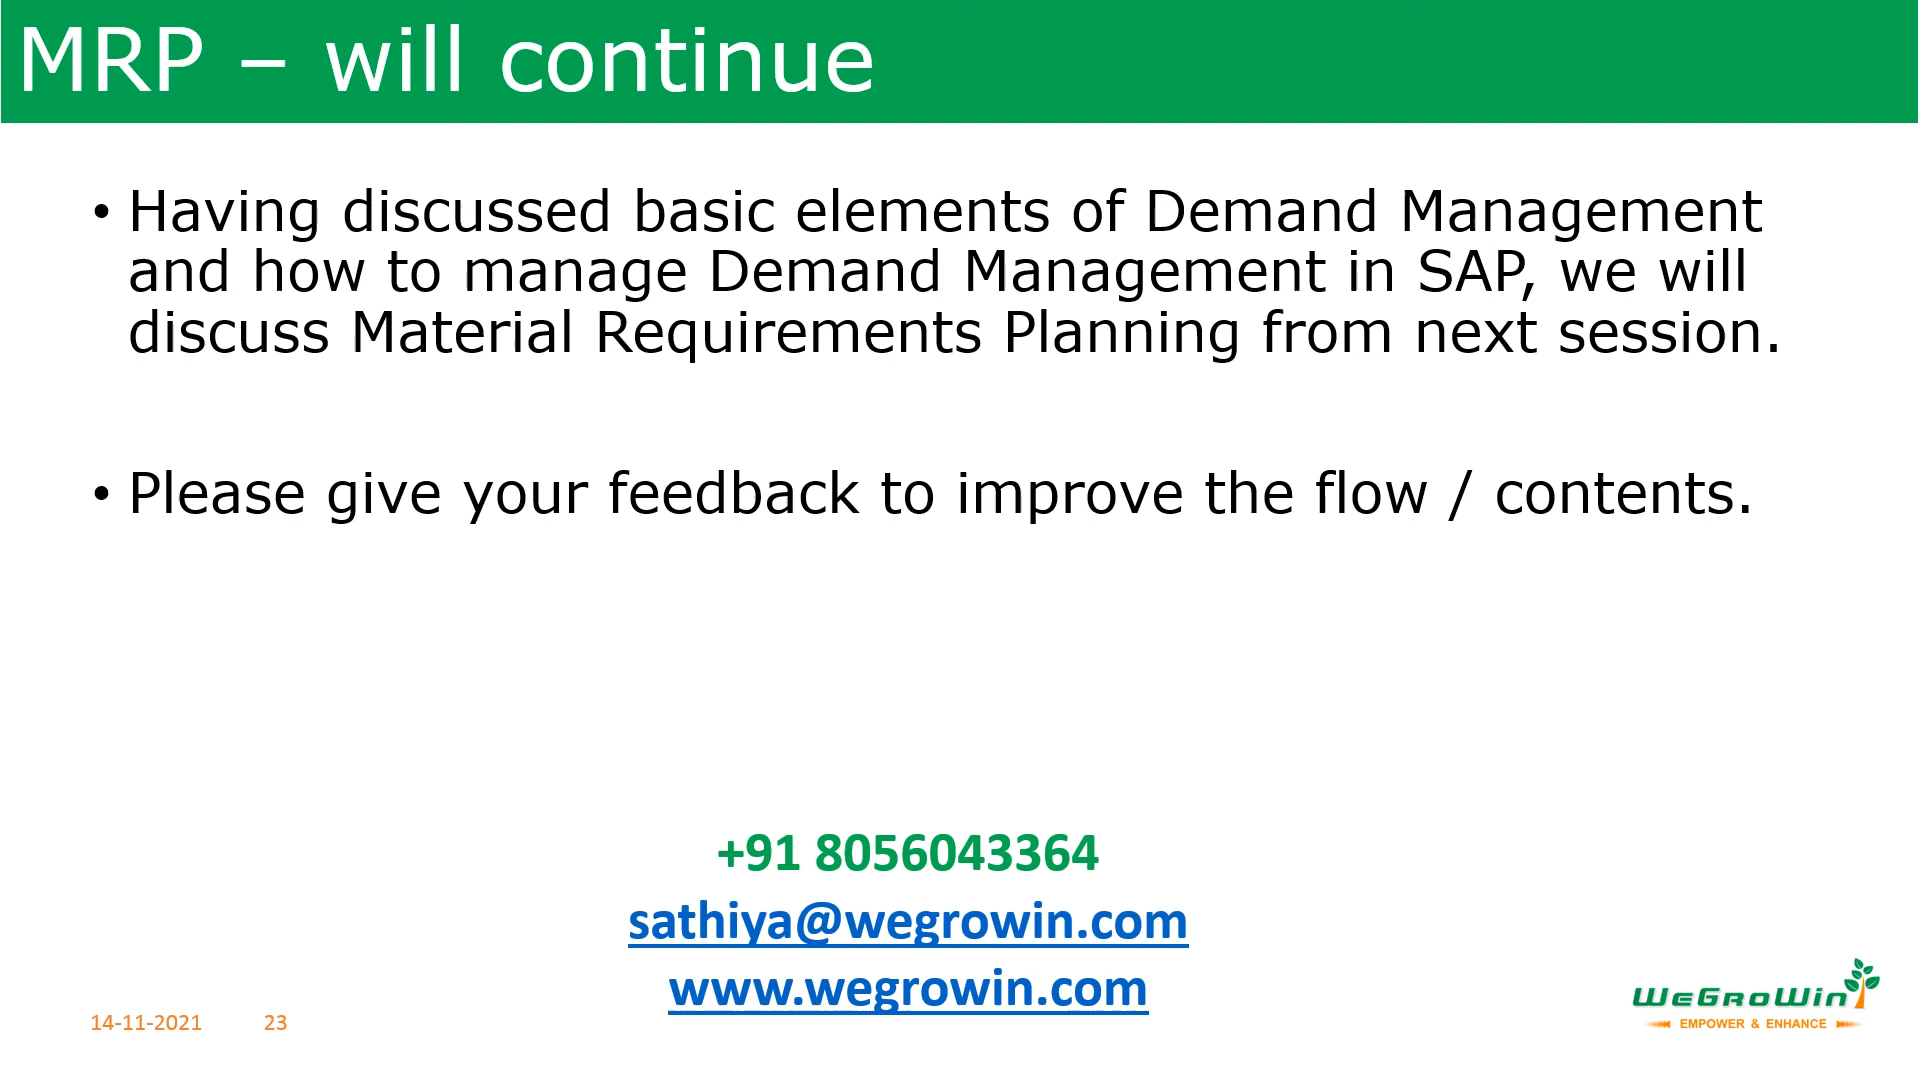 MRP – will continue
• Having discussed basic elements of Demand Management
and how to manage Demand Management in SAP, we will
discuss Material Requirements Planning from next session.
• Please give your feedback to improve the flow / contents.
+91 8056043364
sathiya@wegrowin.com
www.wegrowin.com
14-11-2021 23
WeGroWin
EMPOWER & ENHANCE